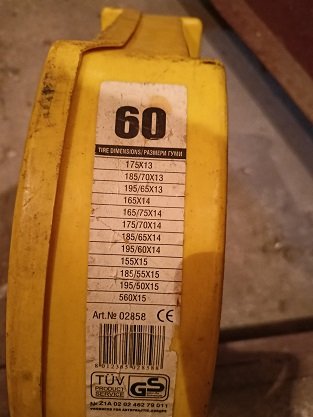 60
TIRE DIMENSIONS/РАЗМЕРИ ГУМИ
175X13
185/70X13
195/65X13
165X14
165/75X14
175/70X14
185/65X14
195/60X14
155X15
185/55X15
195/50X15
560X15
Art.№ 02858 CE
TÜV
PRODUCT
SERVICE
GS